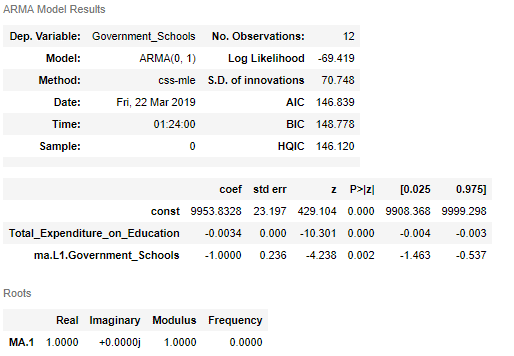 ARMA Model Results
Dep. Variable: Government_Schools No. Observations: 12
Model: ARMA(0, 1) Log Likelihood -69.419
Method: css-mle S.D. of innovations 70.748
Date: Fri, 22 Mar 2019 AIC 146.839
Time: 01:24:00 BIC 148.778
Sample: 0 HQIC 146.120
coef std err z P>|z| [0.025 0.975]
const 9953.8328 23.197 429.104 0.000 9908.368 9999.298
Total_Expenditure_on_Education -0.0034 0.000 -10.301 0.000 -0.004 -0.003
ma.L1.Government_Schools -1.0000 0.236 -4.238 0.002 -1.463 -0.537
Roots
Real Imaginary Modulus Frequency
MA.1 1.0000 +0.0000j 1.0000 0.0000